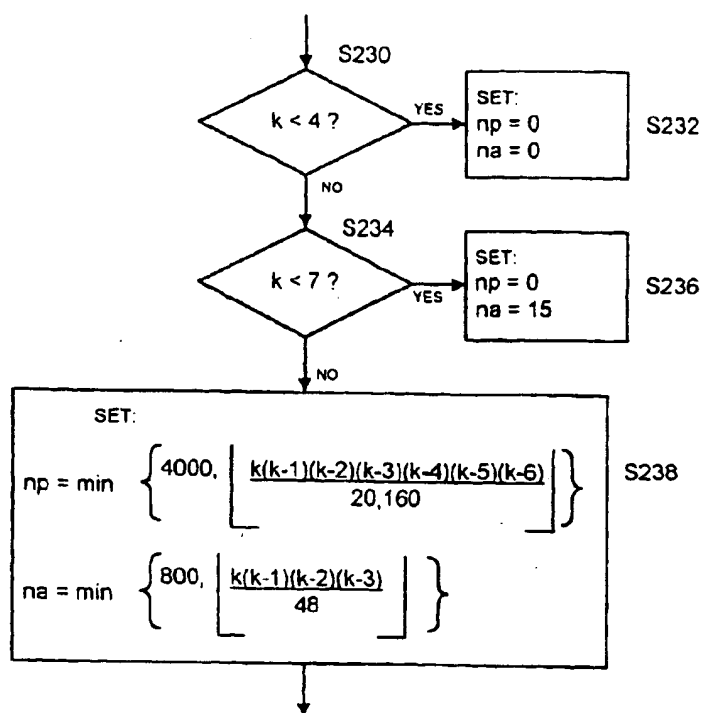 S230
k < 4 ?
YES
SET:
np = 0
na = 0
S232
NO
S234
k < 7 ?
YES
SET:
np = 0
na = 15
S236
NO
SET:
np = min { 4000, ⌊ k(k-1)(k-2)(k-3)(k-4)(k-5)(k-6)
20,160 ⌋ }
S238
na = min { 800, ⌊ k(k-1)(k-2)(k-3)
48 ⌋ }